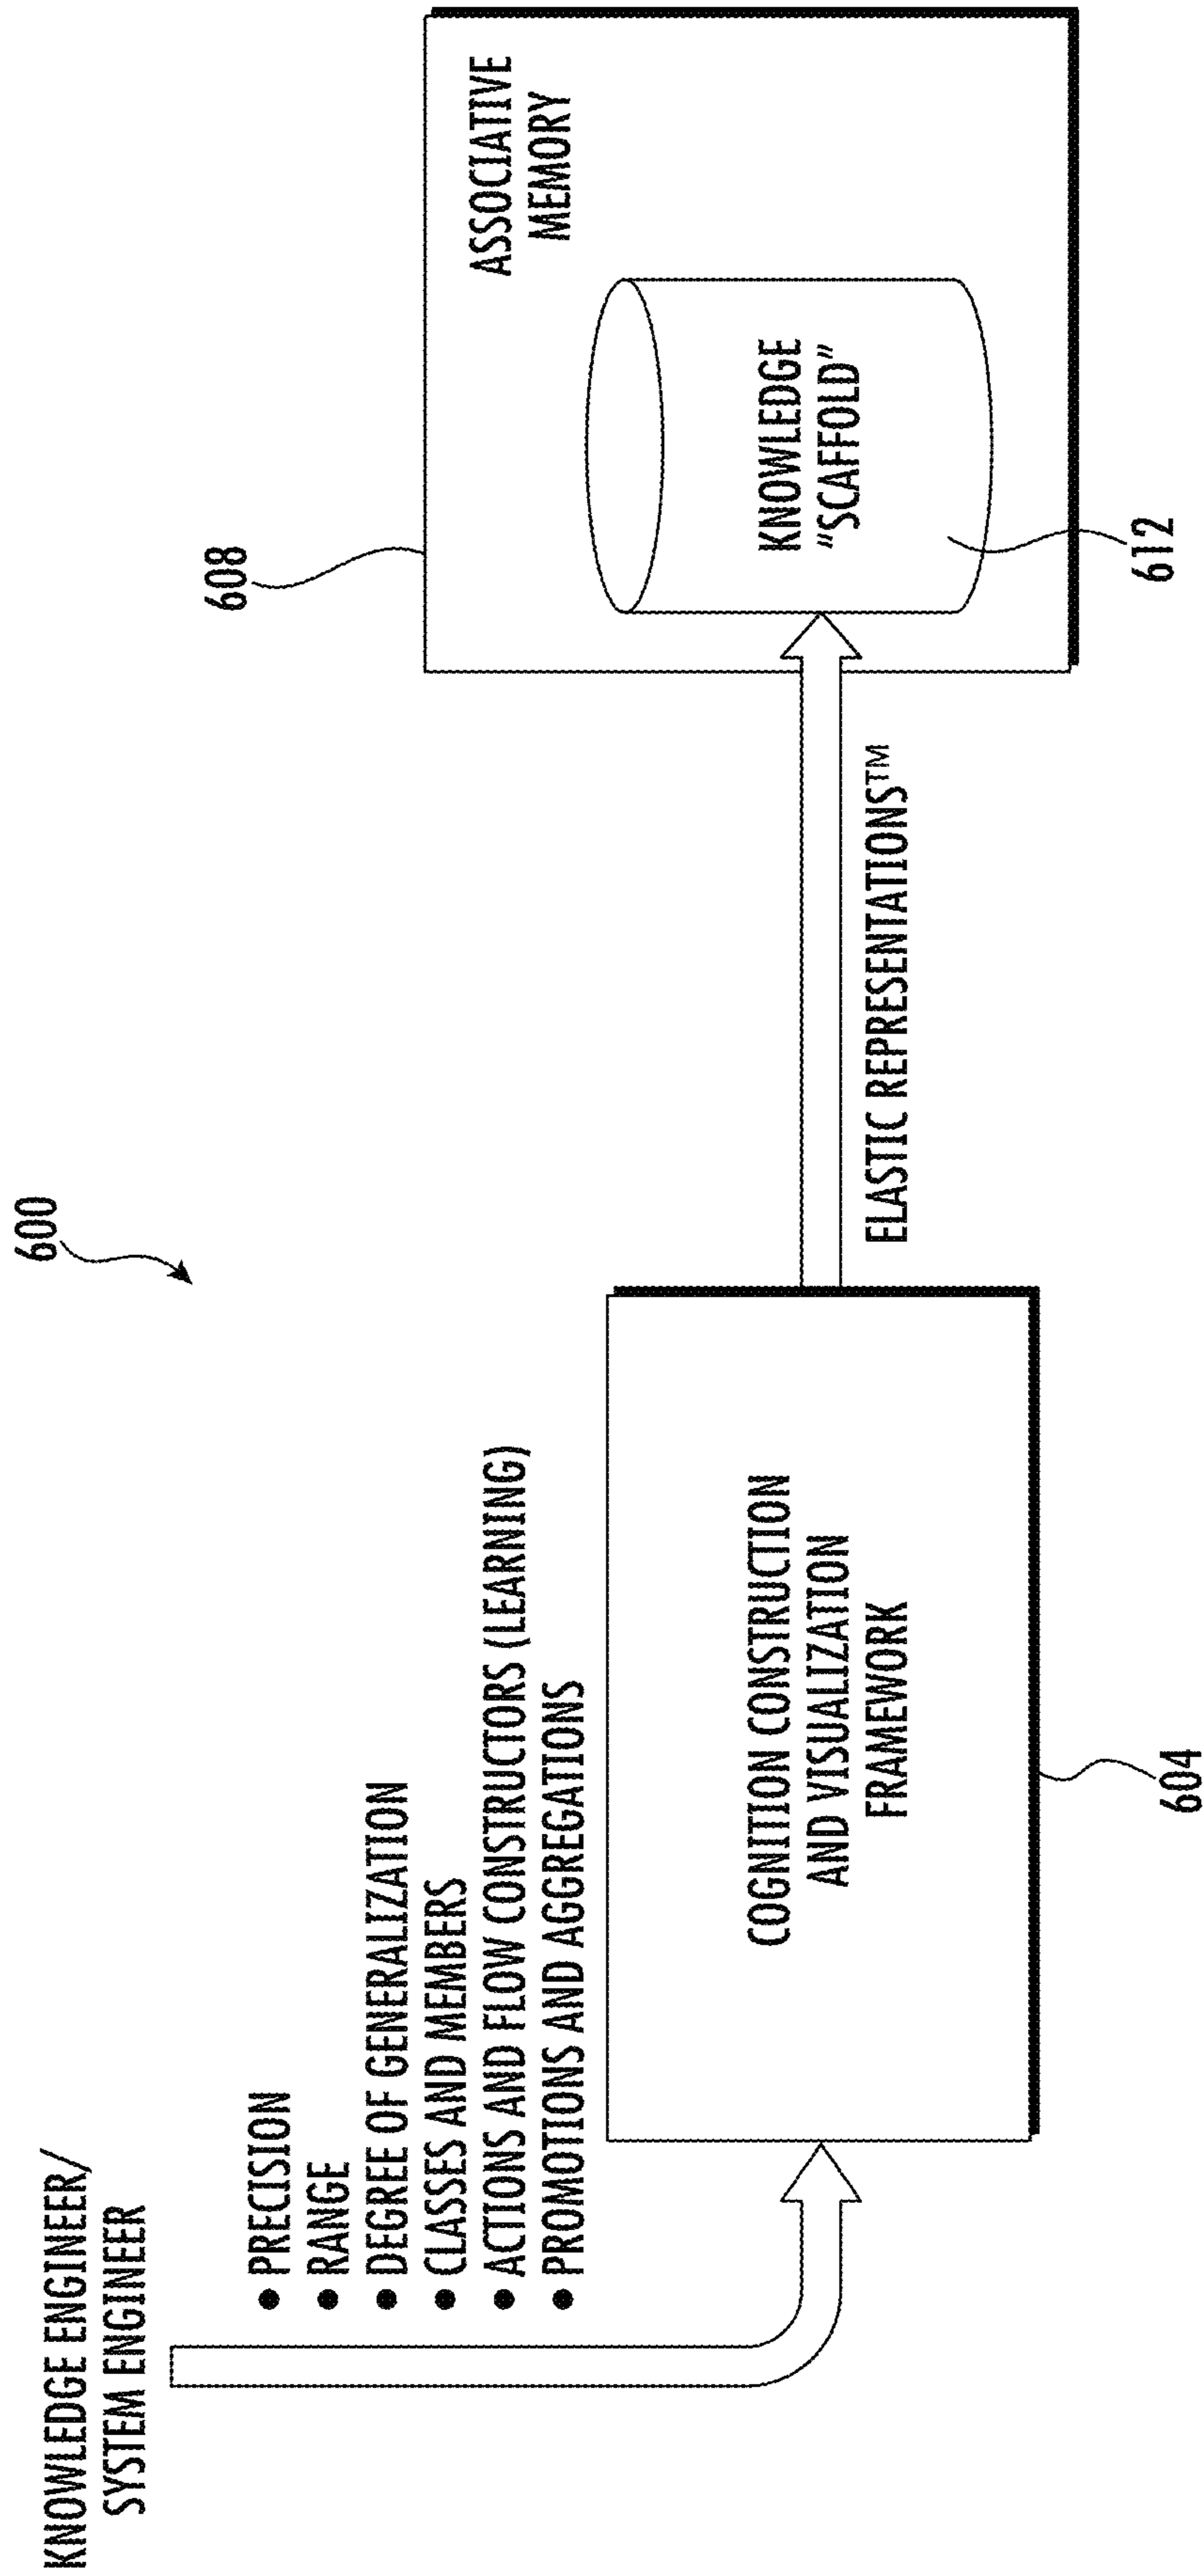 600
KNOWLEDGE ENGINEER/
SYSTEM ENGINEER
• PRECISION
• RANGE
• DEGREE OF GENERALIZATION
• CLASSES AND MEMBERS
• ACTIONS AND FLOW CONSTRUCTORS (LEARNING)
• PROMOTIONS AND AGGREGATIONS
COGNITION CONSTRUCTION
AND VISUALIZATION
FRAMEWORK
604
ELASTIC REPRESENTATIONS™
608
ASSOCIATIVE
MEMORY
KNOWLEDGE
"SCAFFOLD"
612